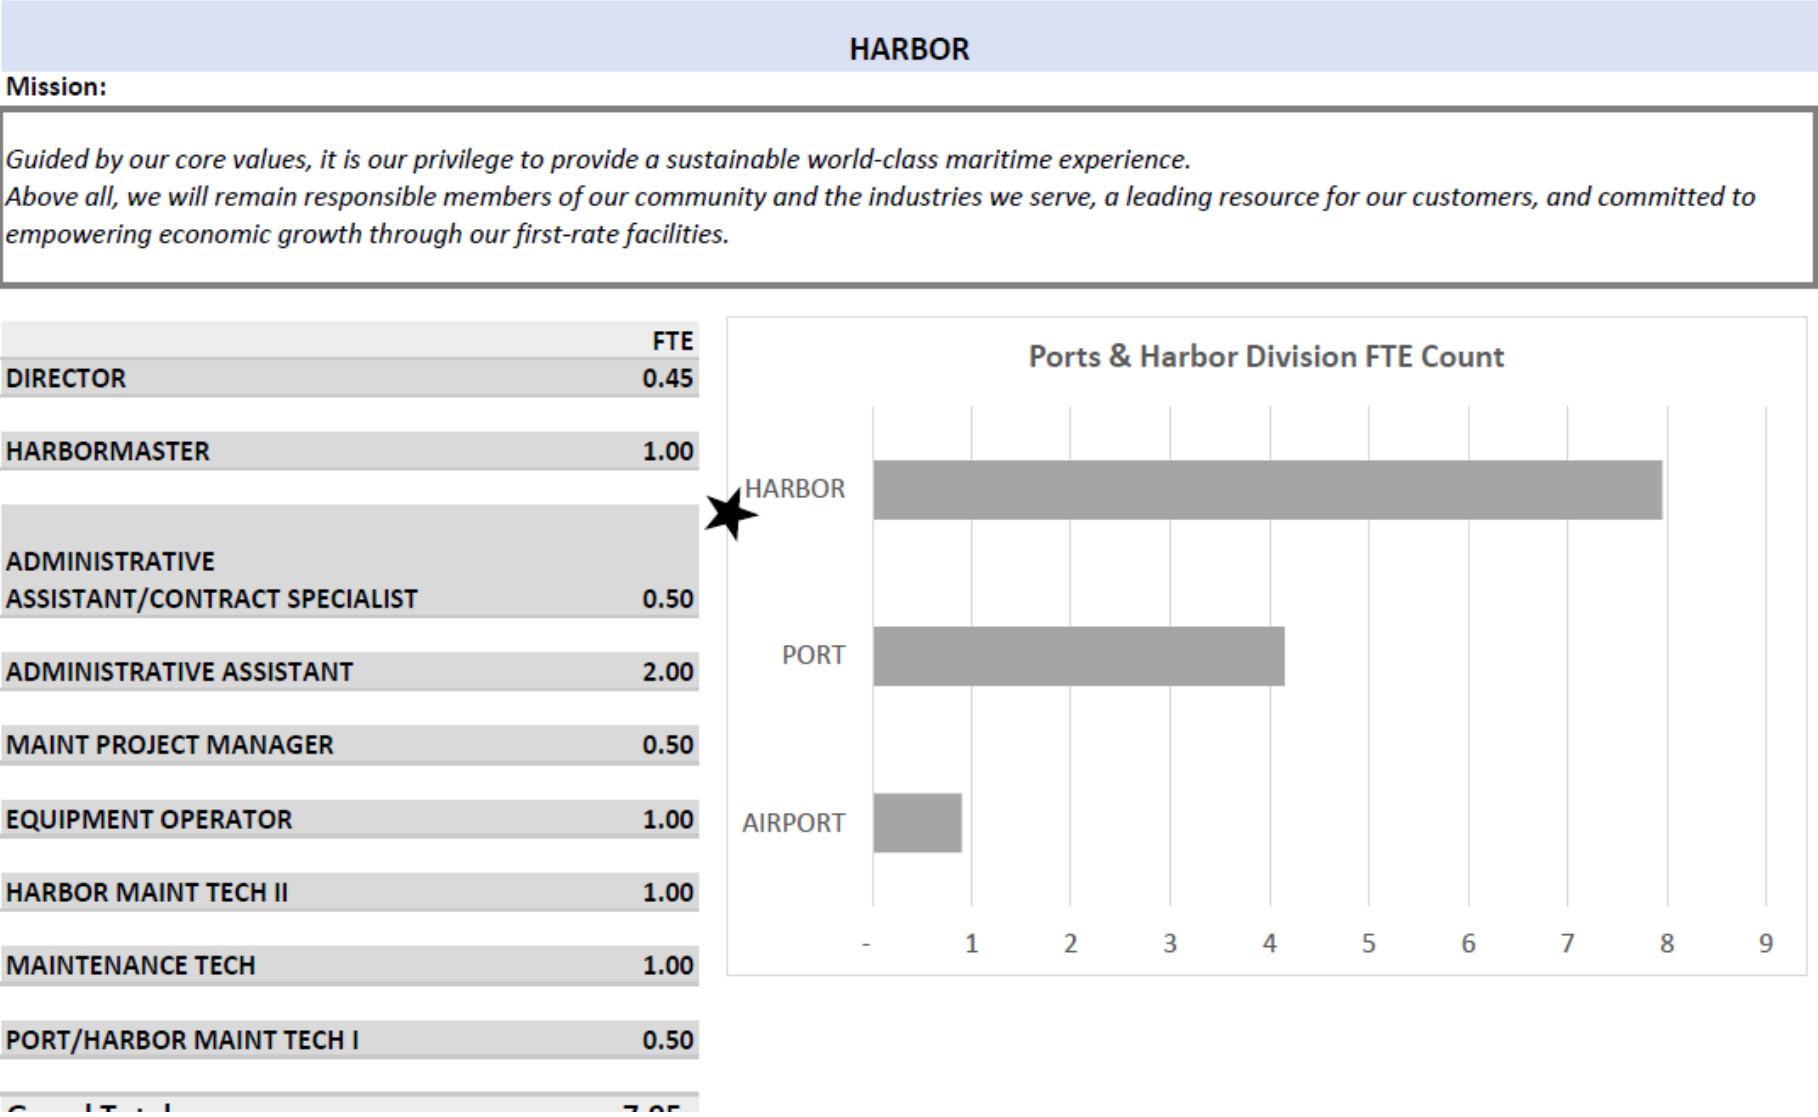 HARBOR
Mission:
Guided by our core values, it is our privilege to provide a sustainable world-class maritime experience.
Above all, we will remain responsible members of our community and the industries we serve, a leading resource for our customers, and committed to
empowering economic growth through our first-rate facilities.
FTE
DIRECTOR 0.45
HARBORMASTER 1.00
ADMINISTRATIVE
ASSISTANT/CONTRACT SPECIALIST 0.50
ADMINISTRATIVE ASSISTANT 2.00
MAINT PROJECT MANAGER 0.50
EQUIPMENT OPERATOR 1.00
HARBOR MAINT TECH II 1.00
MAINTENANCE TECH 1.00
PORT/HARBOR MAINT TECH I 0.50
Ports & Harbor Division FTE Count
HARBOR
PORT
AIRPORT
- 1 2 3 4 5 6 7 8 9